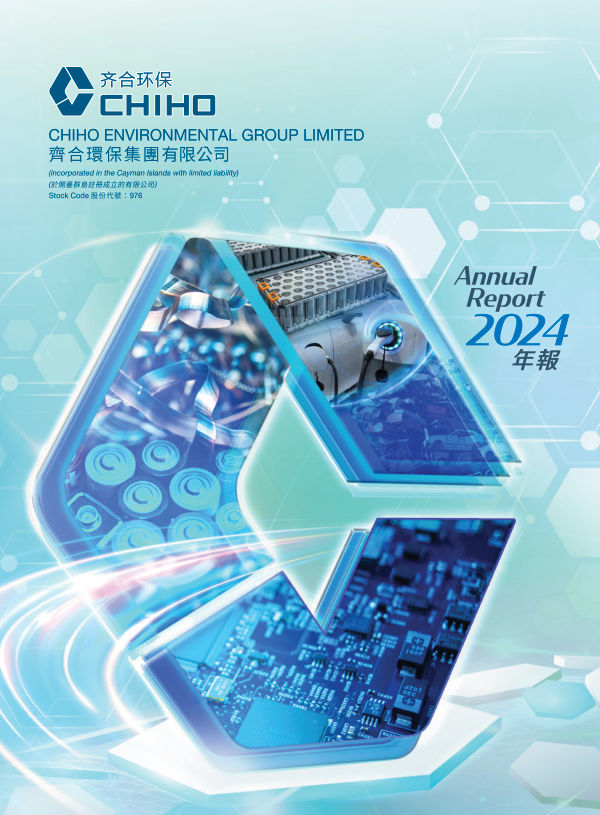 齐合环保
CHIHO
CHIHO ENVIRONMENTAL GROUP LIMITED
齊合環保集團有限公司
(incorporated in the Cayman Islands with limited liability)
(於開曼群島註冊成立的有限公司)
Stock Code 股份代號：976
Annual
Report
2024
年報